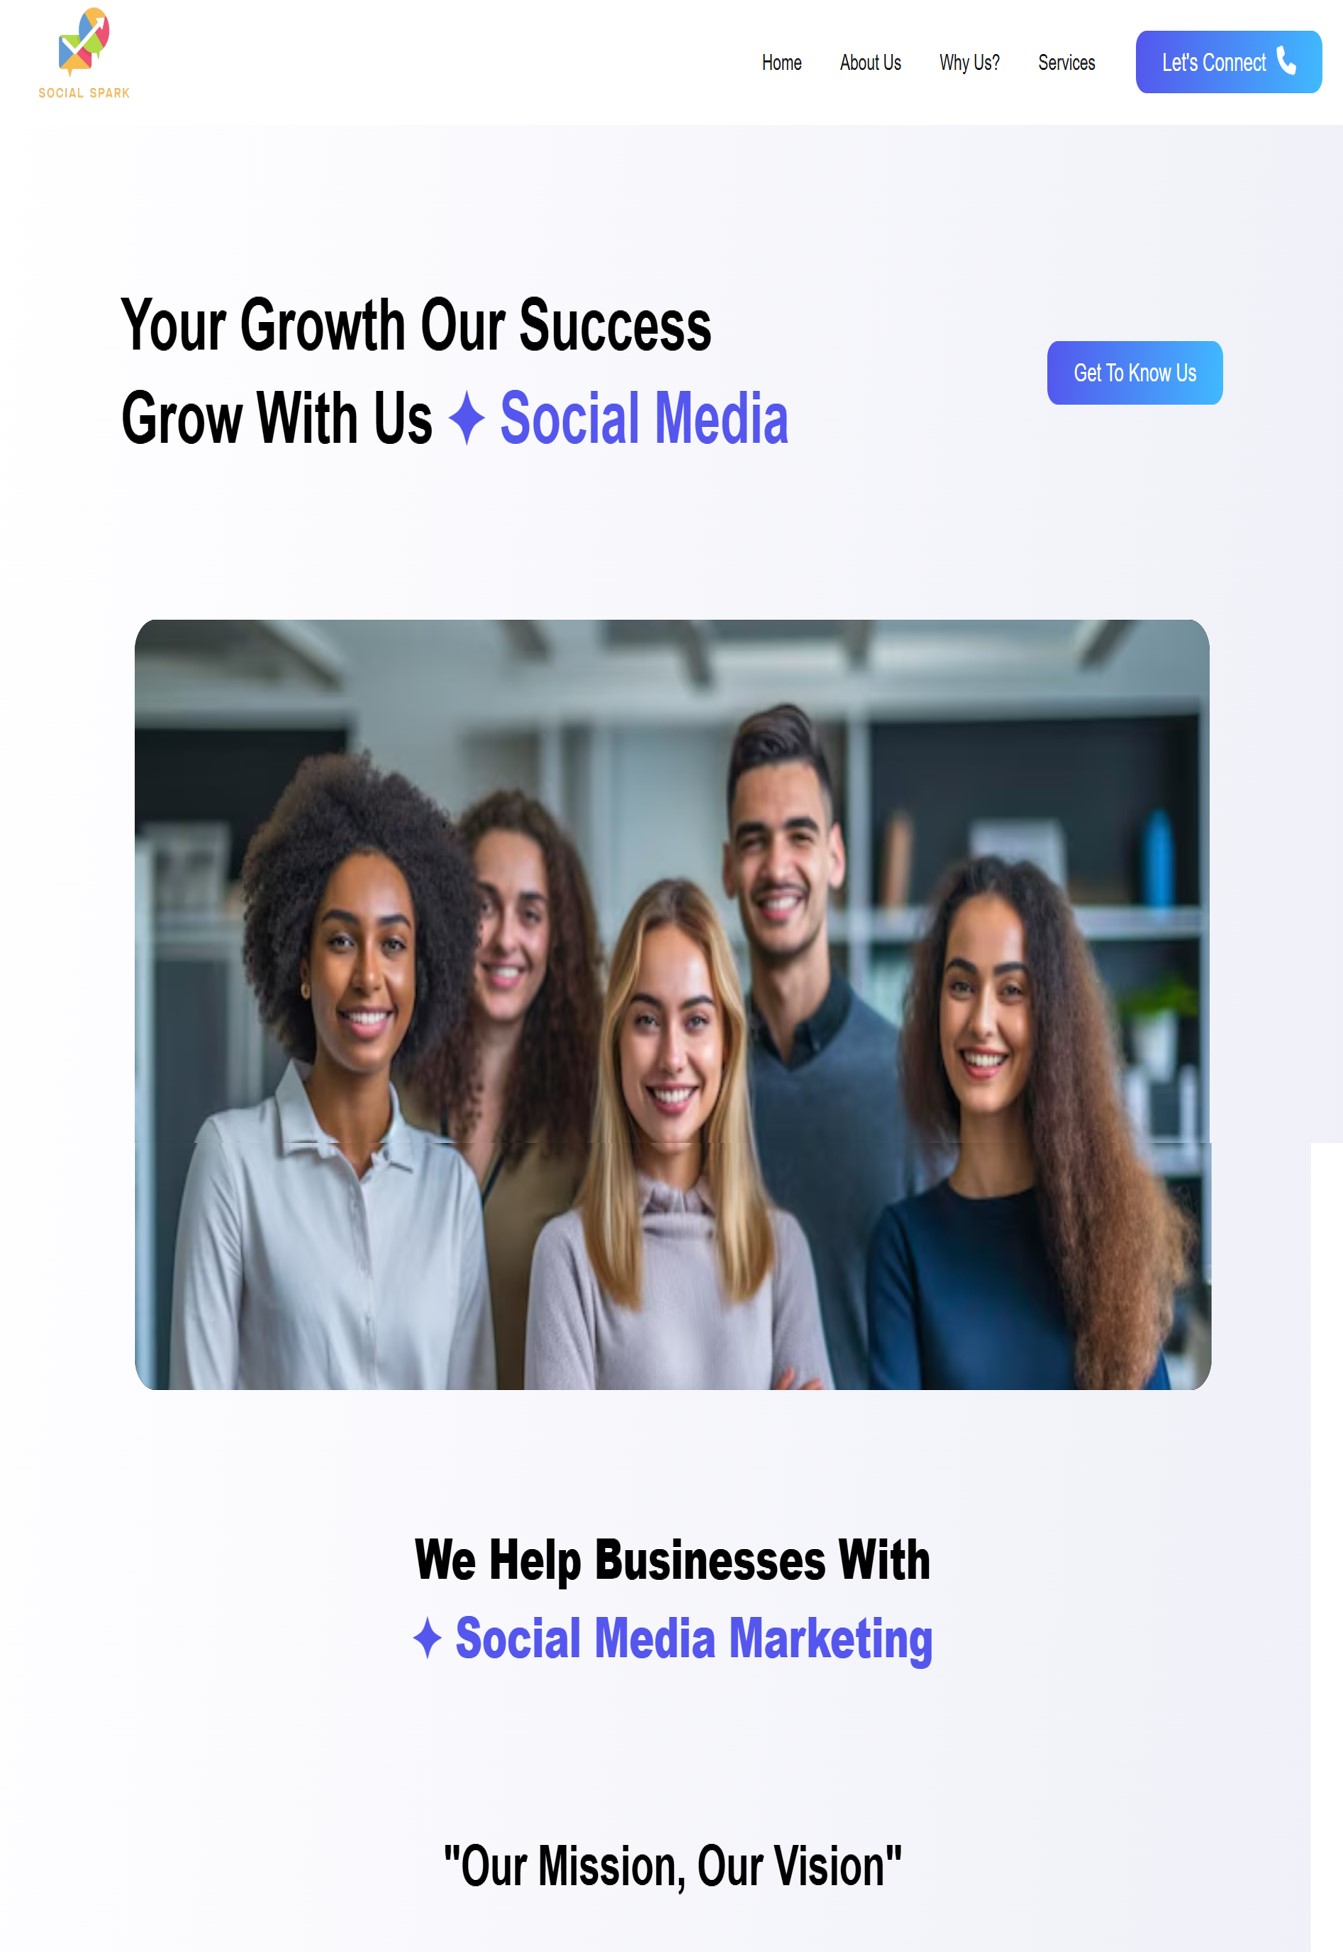 SOCIAL SPARK
Home About Us Why Us? Services Let's Connect
Your Growth Our Success
Grow With Us ✦ Social Media
Get To Know Us
We Help Businesses With
✦ Social Media Marketing
"Our Mission, Our Vision"